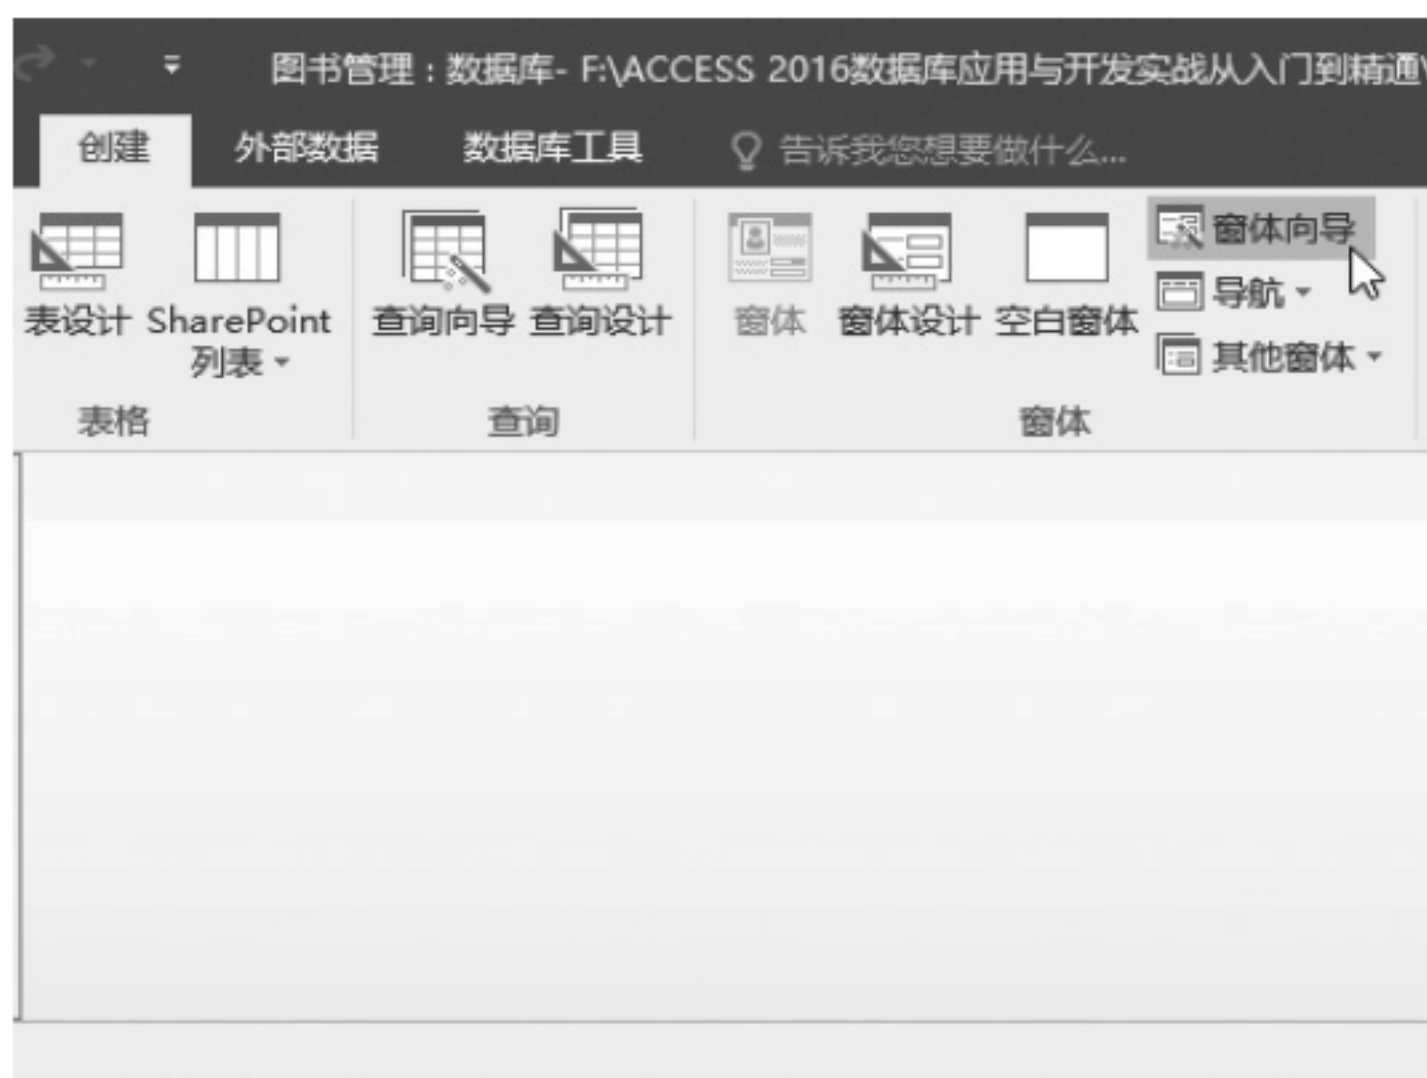 图书管理：数据库- F:\ACCESS 2016数据库应用与开发实战从入门到精通\
创建 外部数据 数据库工具 告诉我您想要做什么...
表设计 SharePoint 列表
查询向导 查询设计
窗体 窗体设计 空白窗体
窗体向导
导航
其他窗体
表格 查询 窗体